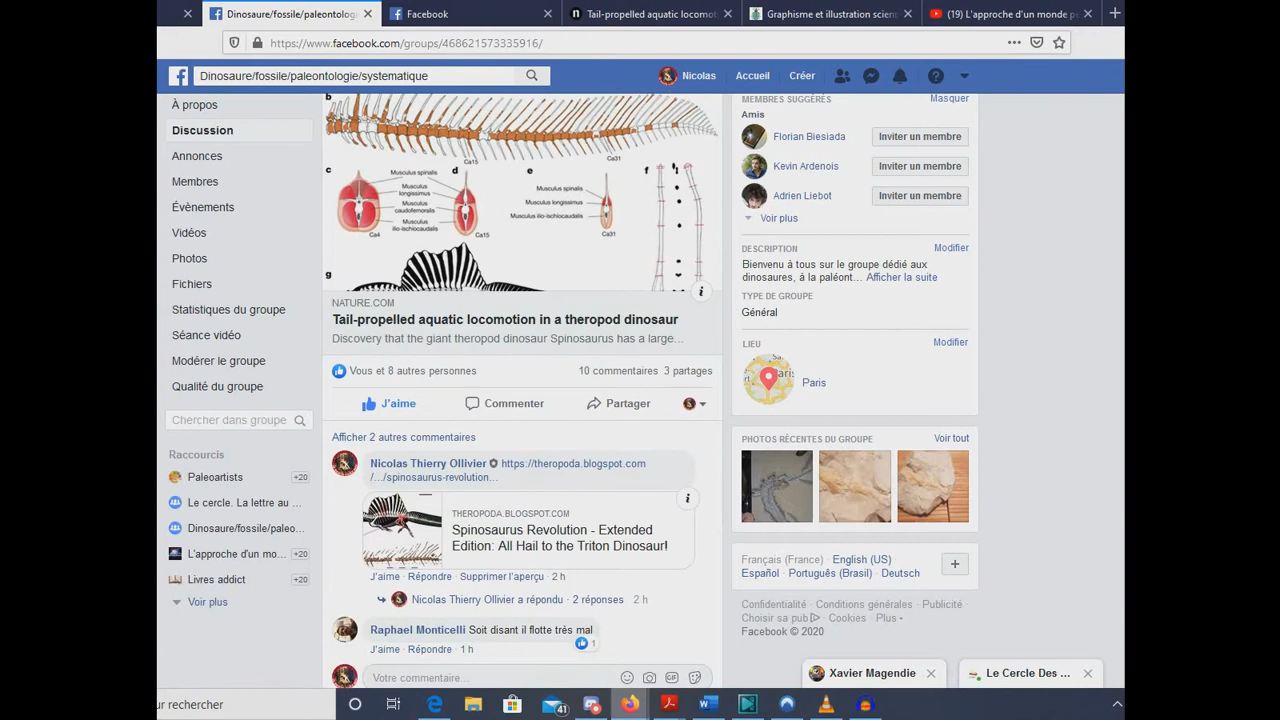 Dinosaure/fossile/paleontologi
Facebook
Tail-propelled aquatic locomot
Graphisme et illustration scien
(19) L'approche d'un monde p
https://www.facebook.com/groups/468621573335916/
Dinosaure/fossile/paleontologie/systematique
Nicolas
Accueil
Créer
À propos
Discussion
Annonces
Membres
Évènements
Vidéos
Photos
Fichiers
Statistiques du groupe
Séance vidéo
Modérer le groupe
Qualité du groupe
Chercher dans groupe
Raccourcis
Paleoartists +20
Le cercle. La lettre au ...
Dinosaure/fossile/paleo...
L'approche d'un mo... +20
Livres addict +20
Voir plus
b
Ca15
Ca31
c
d
e
f
Musculus spinalis
Musculus longissimus
Musculus caudofemoralis
Musculus ilio-ischiocaudalis
Ca4
Ca15
Musculus spinalis
Musculus longissimus
Musculus ilio-ischiocaudalis
Ca31
g
NATURE.COM
Tail-propelled aquatic locomotion in a theropod dinosaur
Discovery that the giant theropod dinosaur Spinosaurus has a large...
Vous et 8 autres personnes
10 commentaires 3 partages
J'aime
Commenter
Partager
Afficher 2 autres commentaires
Nicolas Thierry Ollivier https://theropoda.blogspot.com
/.../spinosaurus-revolution...
THEROPODA.BLOGSPOT.COM
Spinosaurus Revolution - Extended
Edition: All Hail to the Triton Dinosaur!
J'aime · Répondre · Supprimer l'aperçu · 2 h
Nicolas Thierry Ollivier a répondu · 2 réponses 2 h
Raphael Monticelli Soit disant il flotte très mal
1
J'aime · Répondre · 1 h
Votre commentaire...
GIF
MEMBRES SUGGÉRÉS
Masquer
Amis
Florian Biesiada
Inviter un membre
Kevin Ardenois
Inviter un membre
Adrien Liebot
Inviter un membre
Voir plus
DESCRIPTION
Modifier
Bienvenu à tous sur le groupe dédié aux
dinosaures, à la paléont... Afficher la suite
TYPE DE GROUPE
Général
LIEU
Modifier
Paris
PHOTOS RÉCENTES DU GROUPE
Voir tout
Français (France) · English (US) ·
Español · Português (Brasil) · Deutsch
Confidentialité · Conditions générales · Publicité ·
Choisir sa pub · Cookies · Plus
Facebook © 2020
Xavier Magendie
Le Cercle Des ...
ur rechercher
41